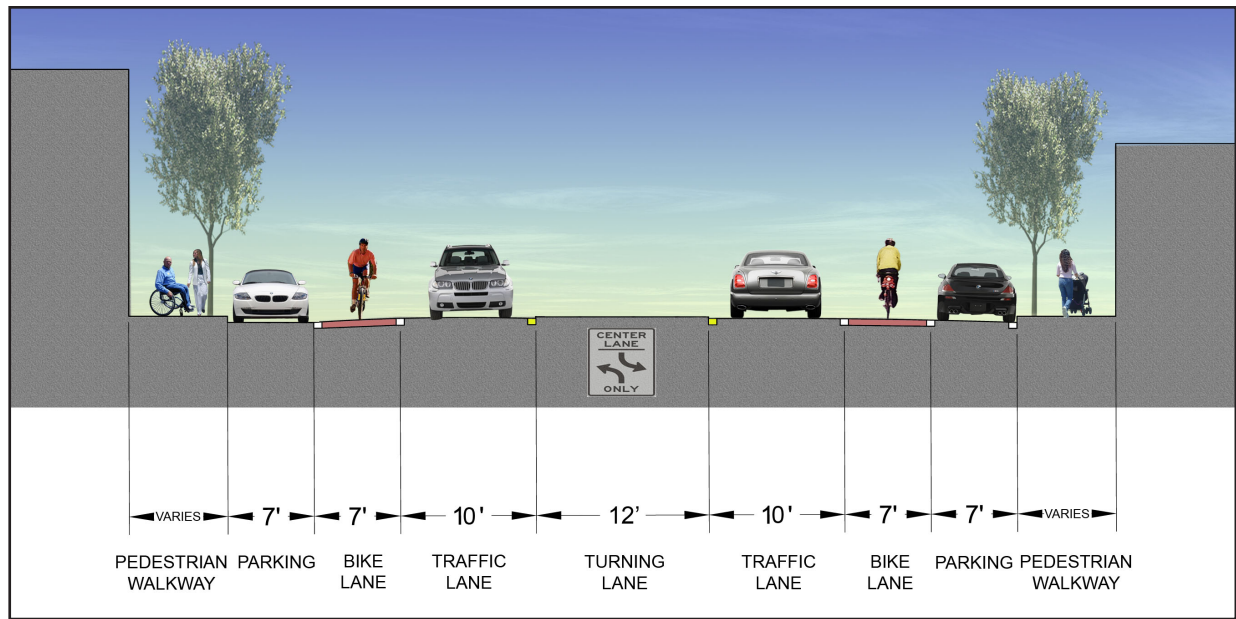 CENTER
LANE
ONLY
VARIES 7' 7' 10' 12’ 10' 7' 7' VARIES
PEDESTRIAN WALKWAY
PARKING
BIKE LANE
TRAFFIC LANE
TURNING LANE
TRAFFIC LANE
BIKE LANE
PARKING
PEDESTRIAN WALKWAY